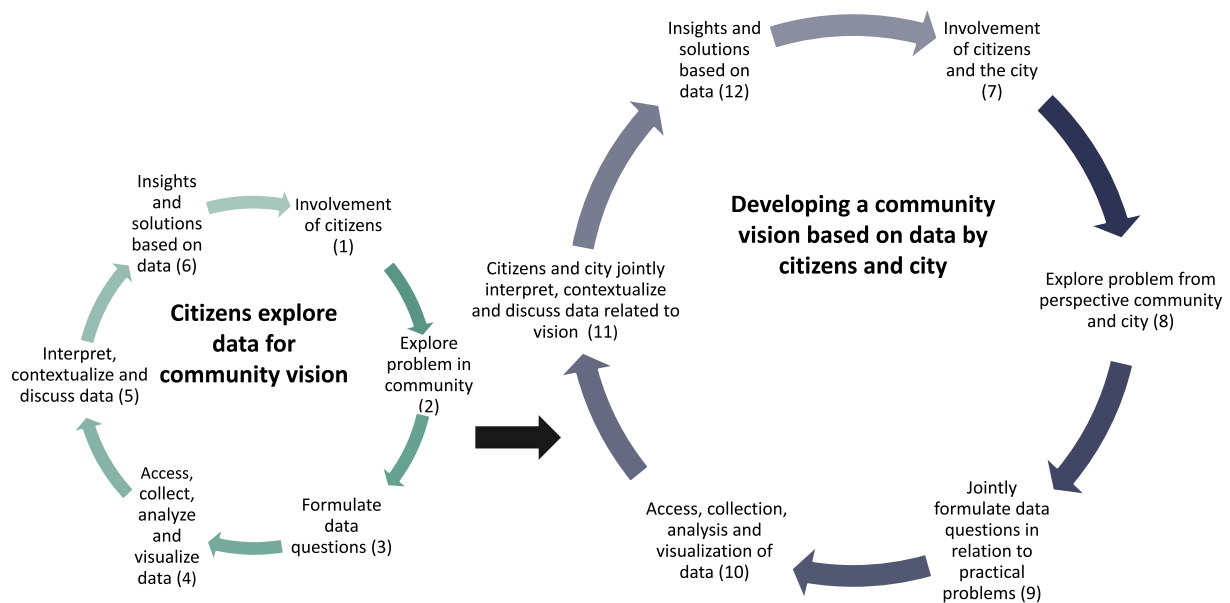 Insights
and
solutions
based on
data (6)
Involvement
of citizens
(1)
Explore
problem in
community
(2)
Formulate
data
questions (3)
Access,
collect,
analyze
and
visualize
data (4)
Interpret,
contextualize and
discuss data (5)
Citizens explore
data for
community vision
Insights and
solutions
based on
data (12)
Involvement
of citizens
and the city
(7)
Explore problem from
perspective community
and city (8)
Jointly
formulate data
questions in
relation to
practical
problems (9)
Access, collection,
analysis and
visualization of
data (10)
Citizens and city jointly
interpret, contextualize
and discuss data related to
vision  (11)
Developing a community
vision based on data by
citizens and city